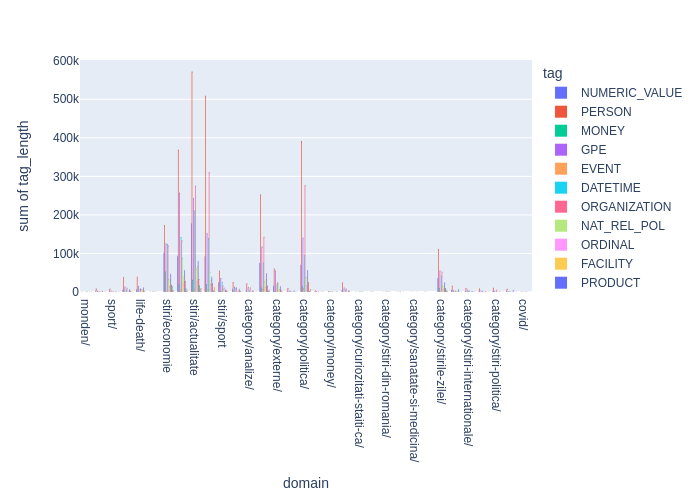 tag
NUMERIC_VALUE
PERSON
MONEY
GPE
EVENT
DATETIME
ORGANIZATION
NAT_REL_POL
ORDINAL
FACILITY
PRODUCT
sum of tag_length
600k
500k
400k
300k
200k
100k
0
monden/
sport/
life-death/
stiri/economie
stiri/actualitate
stiri/sport
category/analize/
category/externe/
category/politica/
category/money/
category/curiozitati-staiti-ca/
category/stiri-din-romania/
category/sanatate-si-medicina/
category/stirile-zilei/
category/stiri-internationale/
category/stiri-politica/
covid/
domain